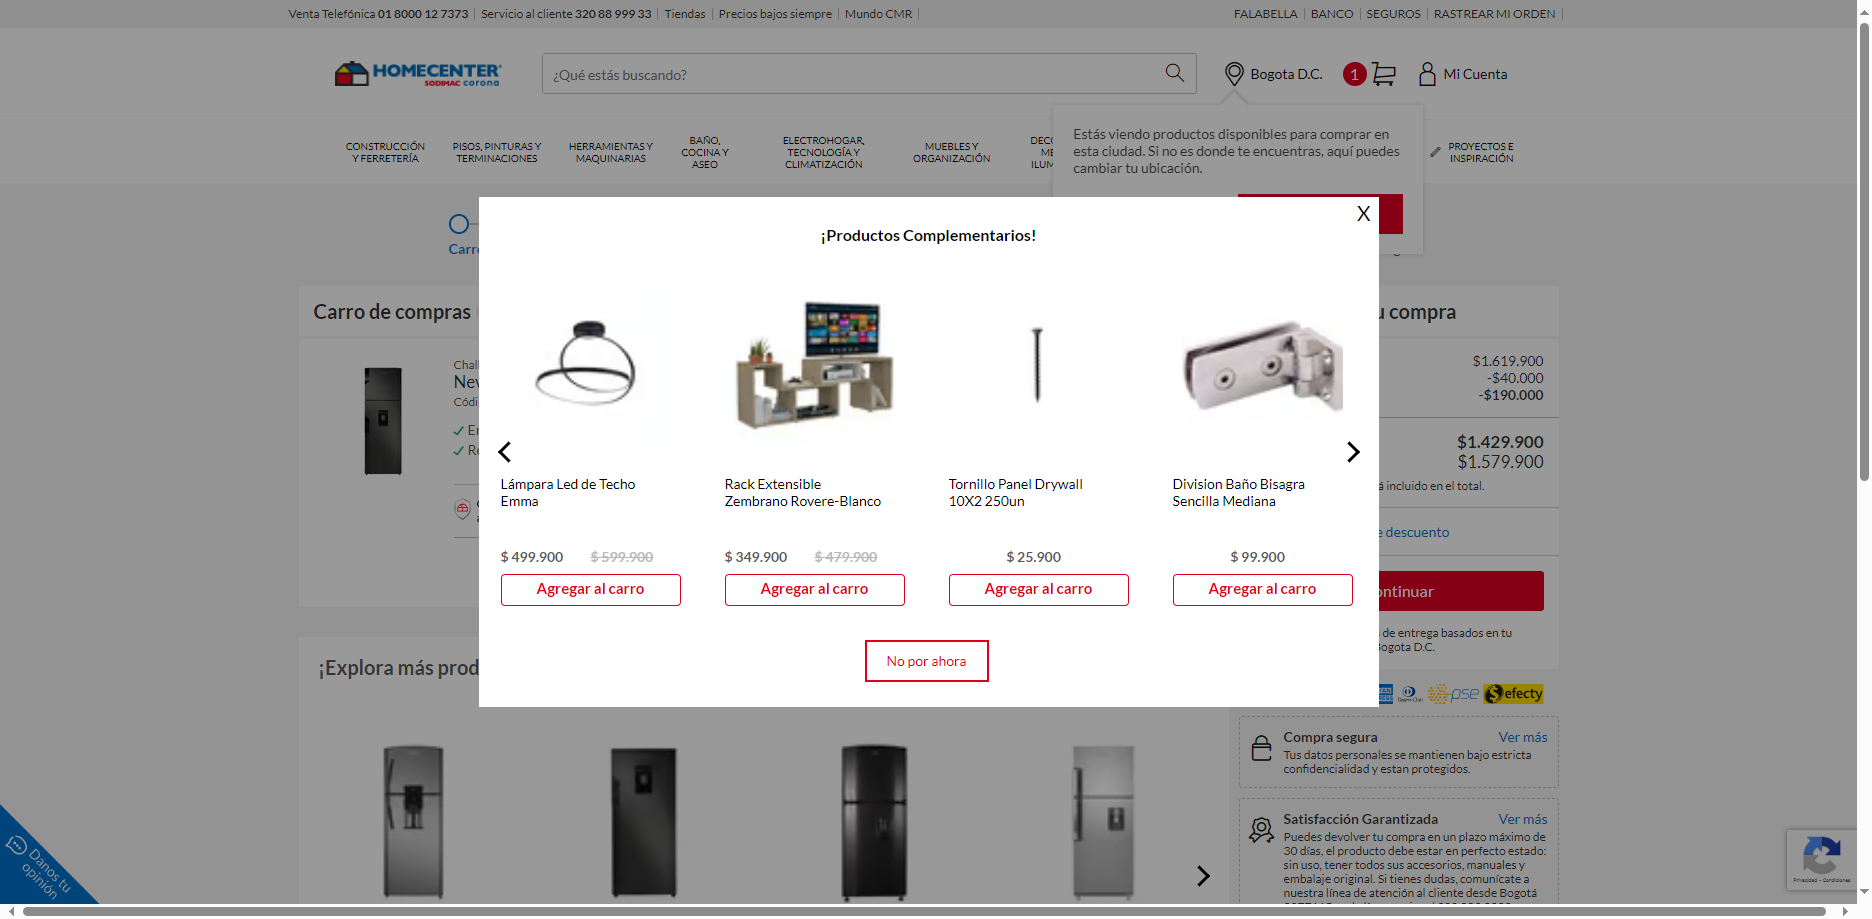 Venta Telefónica 01 8000 12 7373
Servicio al cliente 320 88 999 33
Tiendas
Precios bajos siempre
Mundo CMR
FALABELLA
BANCO
SEGUROS
RASTREAR MI ORDEN
HOMECENTER
SODIMAC corona
¿Qué estás buscando?
Bogota D.C.
1
Mi Cuenta
CONSTRUCCIÓN
Y FERRETERÍA
PISOS, PINTURAS Y
TERMINACIONES
HERRAMIENTAS Y
MAQUINARIAS
BAÑO,
COCINA Y
ASEO
ELECTROHOGAR,
TECNOLOGÍA Y
CLIMATIZACIÓN
MUEBLES Y
ORGANIZACIÓN
PROYECTOS E
INSPIRACIÓN
Estás viendo productos disponibles para comprar en
esta ciudad. Si no es donde te encuentras, aquí puedes
cambiar tu ubicación.
X
¡Productos Complementarios!
Lámpara Led de Techo
Emma
$ 499.900 $ 599.900
Agregar al carro
Rack Extensible
Zembrano Rovere-Blanco
$ 349.900 $ 479.900
Agregar al carro
Tornillo Panel Drywall
10X2 250un
$ 25.900
Agregar al carro
Division Baño Bisagra
Sencilla Mediana
$ 99.900
Agregar al carro
No por ahora
Carro de compras
u compra
$1.619.900
-$40.000
-$190.000
$1.429.900
$1.579.900
incluido en el total.
e descuento
ontinuar
de entrega basados en tu
Bogota D.C.
pse
efecty
¡Explora más prod
Compra segura
Ver más
Tus datos personales se mantienen bajo estricta
confidencialidad y estan protegidos.
Satisfacción Garantizada
Ver más
Puedes devolver tu compra en un plazo máximo de
30 días, el producto debe estar en perfecto estado:
sin uso, tener todos sus accesorios, manuales y
embalaje original. Si tienes dudas, comunícate a
nuestra línea de atención al cliente desde Bogotá
Danos tu
opinión
Privacidad - Condiciones